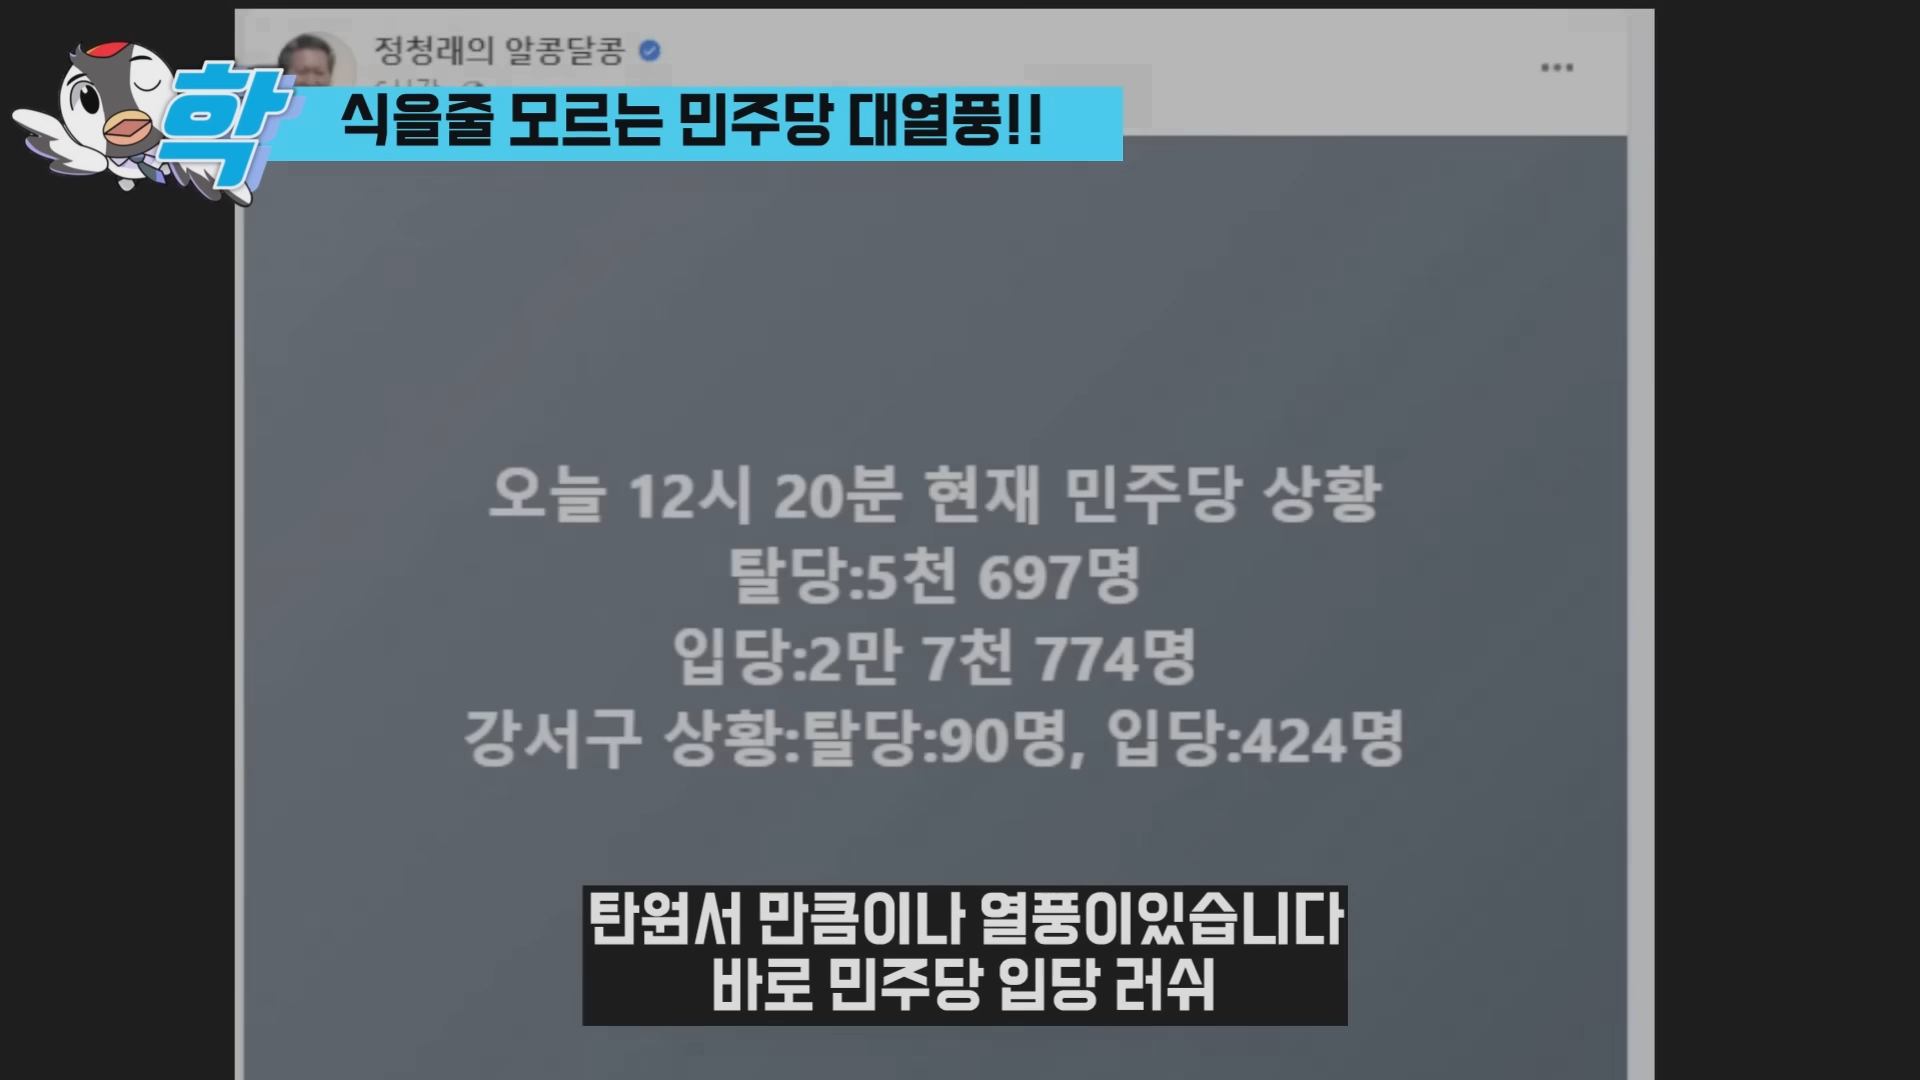 정청래의 알콩달콩
학
식을줄 모르는 민주당 대열풍!!
오늘 12시 20분 현재 민주당 상황
탈당:5천 697명
입당:2만 7천 774명
강서구 상황:탈당:90명, 입당:424명
탄원서 만큼이나 열풍이있습니다
바로 민주당 입당 러쉬